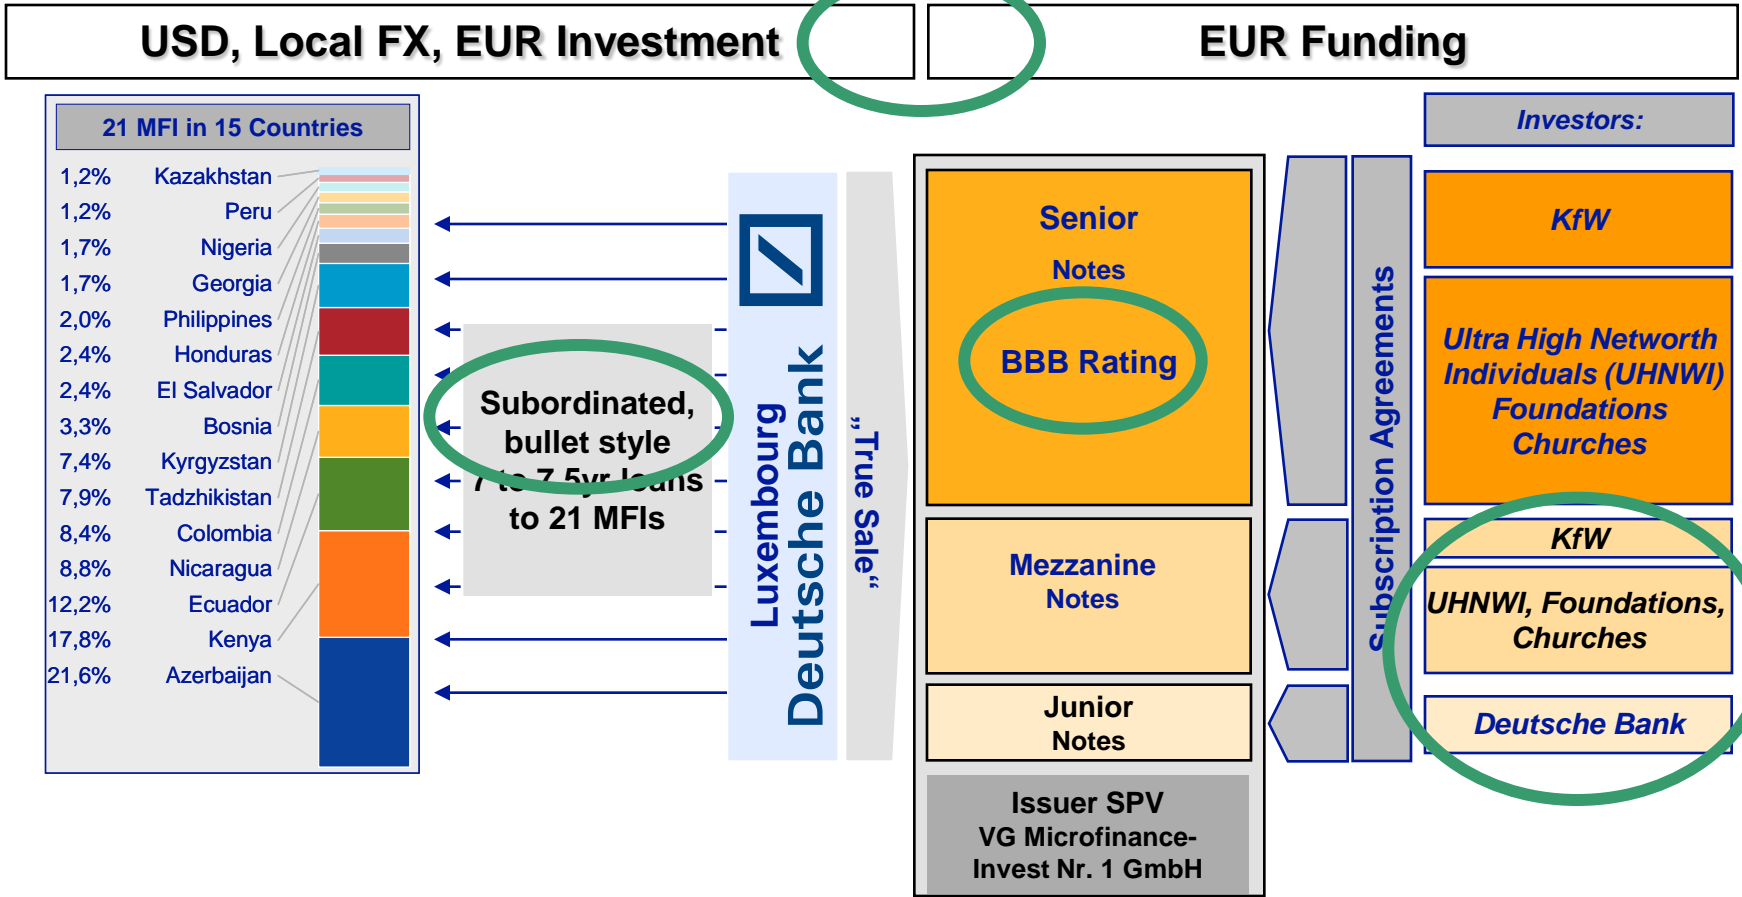 USD, Local FX, EUR Investment
EUR Funding
21 MFI in 15 Countries
1,2% Kazakhstan
1,2% Peru
1,7% Nigeria
1,7% Georgia
2,0% Philippines
2,4% Honduras
2,4% El Salvador
3,3% Bosnia
7,4% Kyrgyzstan
7,9% Tadzhikistan
8,4% Colombia
8,8% Nicaragua
12,2% Ecuador
17,8% Kenya
21,6% Azerbaijan
Subordinated,
bullet style
7 to 7,5yr loans
to 21 MFIs
Luxembourg
Deutsche Bank
„True Sale“
Senior
Notes
BBB Rating
Mezzanine
Notes
Junior
Notes
Issuer SPV
VG Microfinance-
Invest Nr. 1 GmbH
Subscription Agreements
Investors:
KfW
Ultra High Networth
Individuals (UHNWI)
Foundations
Churches
KfW
UHNWI, Foundations,
Churches
Deutsche Bank